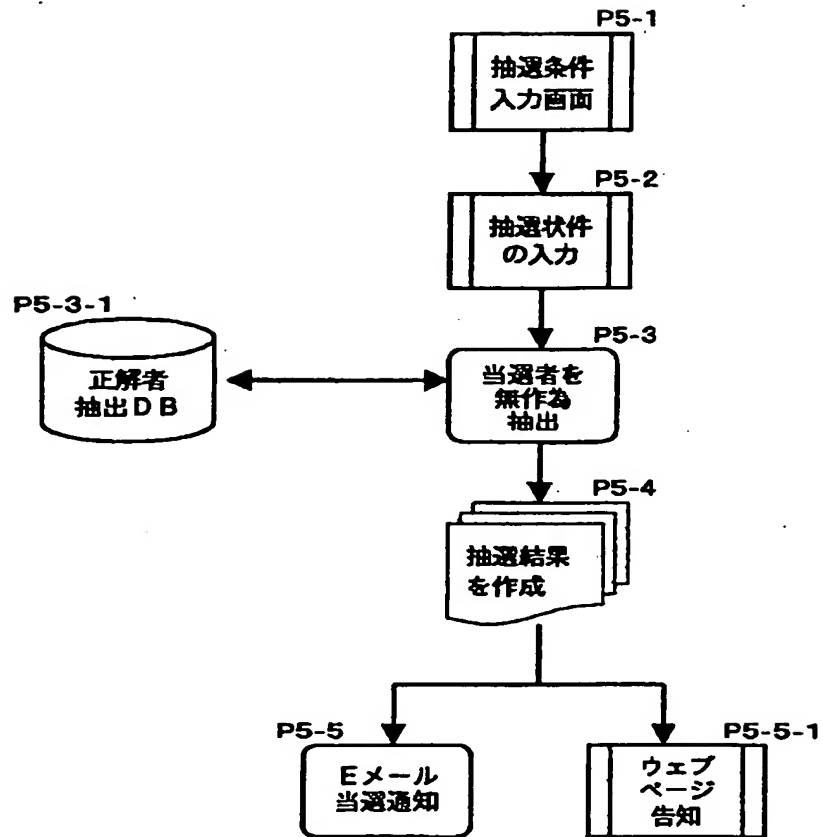 P5-1
抽選条件
入力画面
P5-2
抽選状件
の入力
P5-3-1
正解者
抽出DB
P5-3
当選者を
無作為
抽出
P5-4
抽選結果
を作成
P5-5
Eメール
当選通知
P5-5-1
ウェブ
ページ
告知